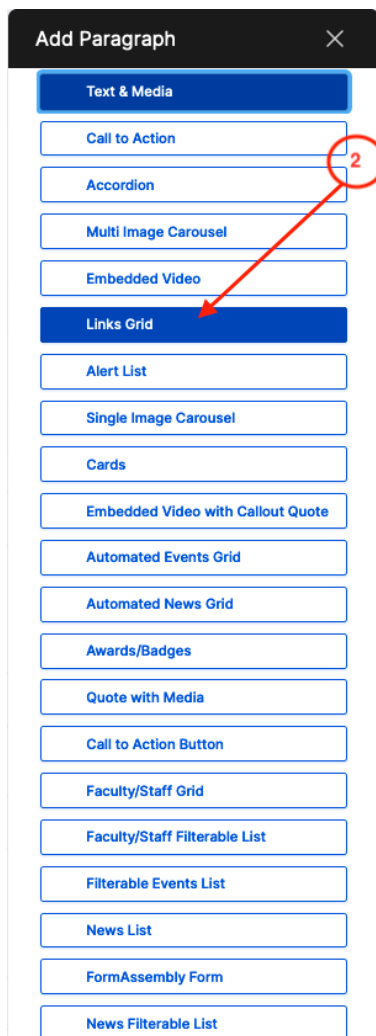 Add Paragraph
Text & Media
Call to Action
2
Accordion
Multi Image Carousel
Embedded Video
Links Grid
Alert List
Single Image Carousel
Cards
Embedded Video with Callout Quote
Automated Events Grid
Automated News Grid
Awards/Badges
Quote with Media
Call to Action Button
Faculty/Staff Grid
Faculty/Staff Filterable List
Filterable Events List
News List
FormAssembly Form
News Filterable List